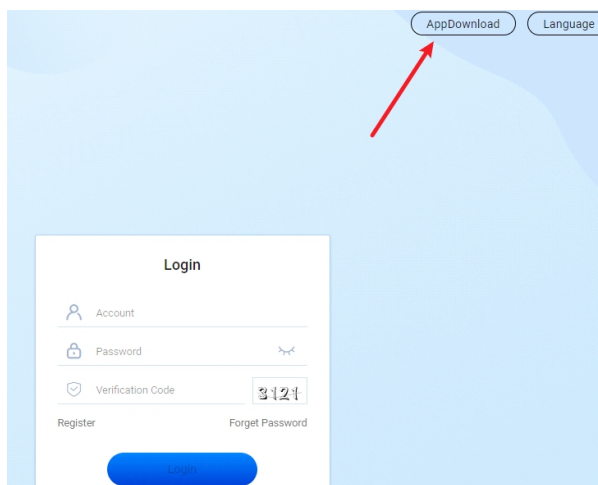 AppDownload Language
Login
Account
Password
Verification Code 3121
Register Forget Password
Login